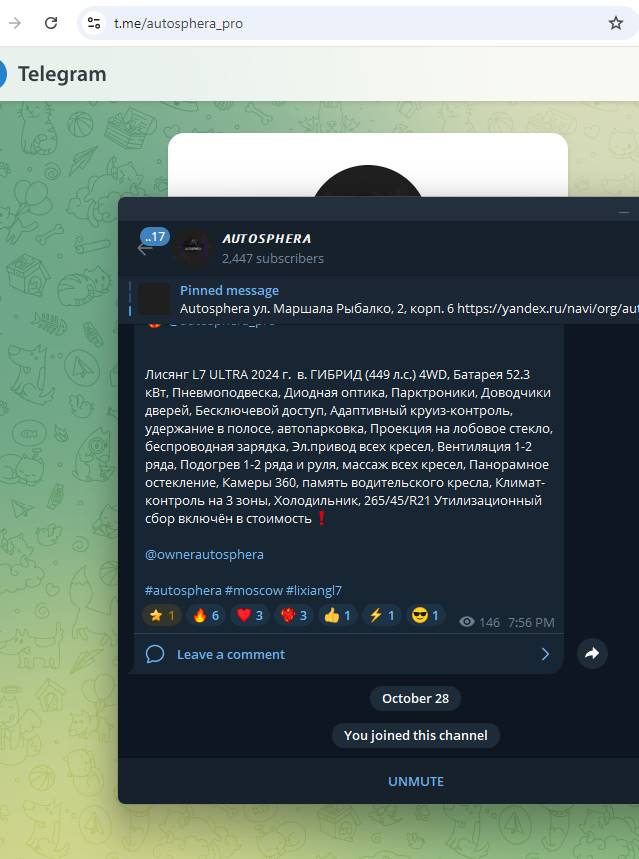 t.me/autosphera_pro
Telegram
..17
AUTOSPHERA
2,447 subscribers
Pinned message
Autosphera ул. Маршала Рыбалко, 2, корп. 6 https://yandex.ru/navi/org/aut
@autosphera_pro
Лисянг L7 ULTRA 2024 г. в. ГИБРИД (449 л.с.) 4WD, Батарея 52.3
кВт, Пневмоподвеска, Диодная оптика, Парктроники, Доводчики
дверей, Бесключевой доступ, Адаптивный круиз-контроль,
удержание в полосе, автопарковка, Проекция на лобовое стекло,
беспроводная зарядка, Эл.привод всех кресел, Вентиляция 1-2
ряда, Подогрев 1-2 ряда и руля, массаж всех кресел, Панорамное
остекление, Камеры 360, память водительского кресла, Климат-
контроль на 3 зоны, Холодильник, 265/45/R21 Утилизационный
сбор включён в стоимость❗
@ownerautosphera
#autosphera #moscow #lixiangl7
⭐ 1 🔥 6 ❤️ 3 ❤️‍🔥 3 👍 1 ⚡ 1 😎 1 146 7:56 PM
Leave a comment
October 28
You joined this channel
UNMUTE